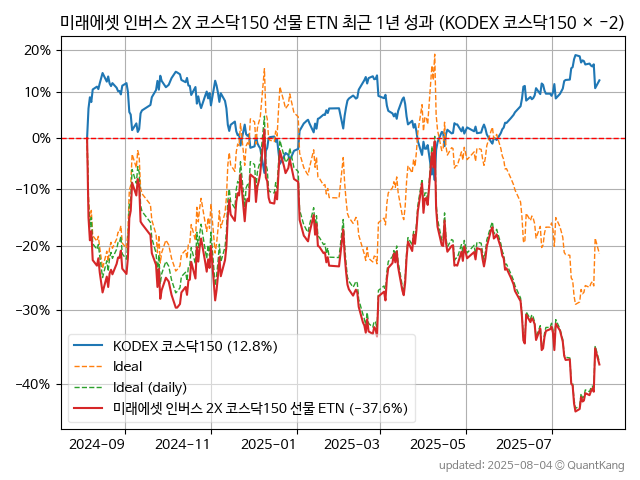 미래에셋 인버스 2X 코스닥150 선물 ETN 최근 1년 성과 (KODEX 코스닥150 × −2)
20%
10%
0%
−10%
−20%
−30%
−40%
KODEX 코스닥150 (12.8%)
Ideal
Ideal (daily)
미래에셋 인버스 2X 코스닥150 선물 ETN (−37.6%)
2024-09 2024-11 2025-01 2025-03 2025-05 2025-07
updated: 2025-08-04 © QuantKang